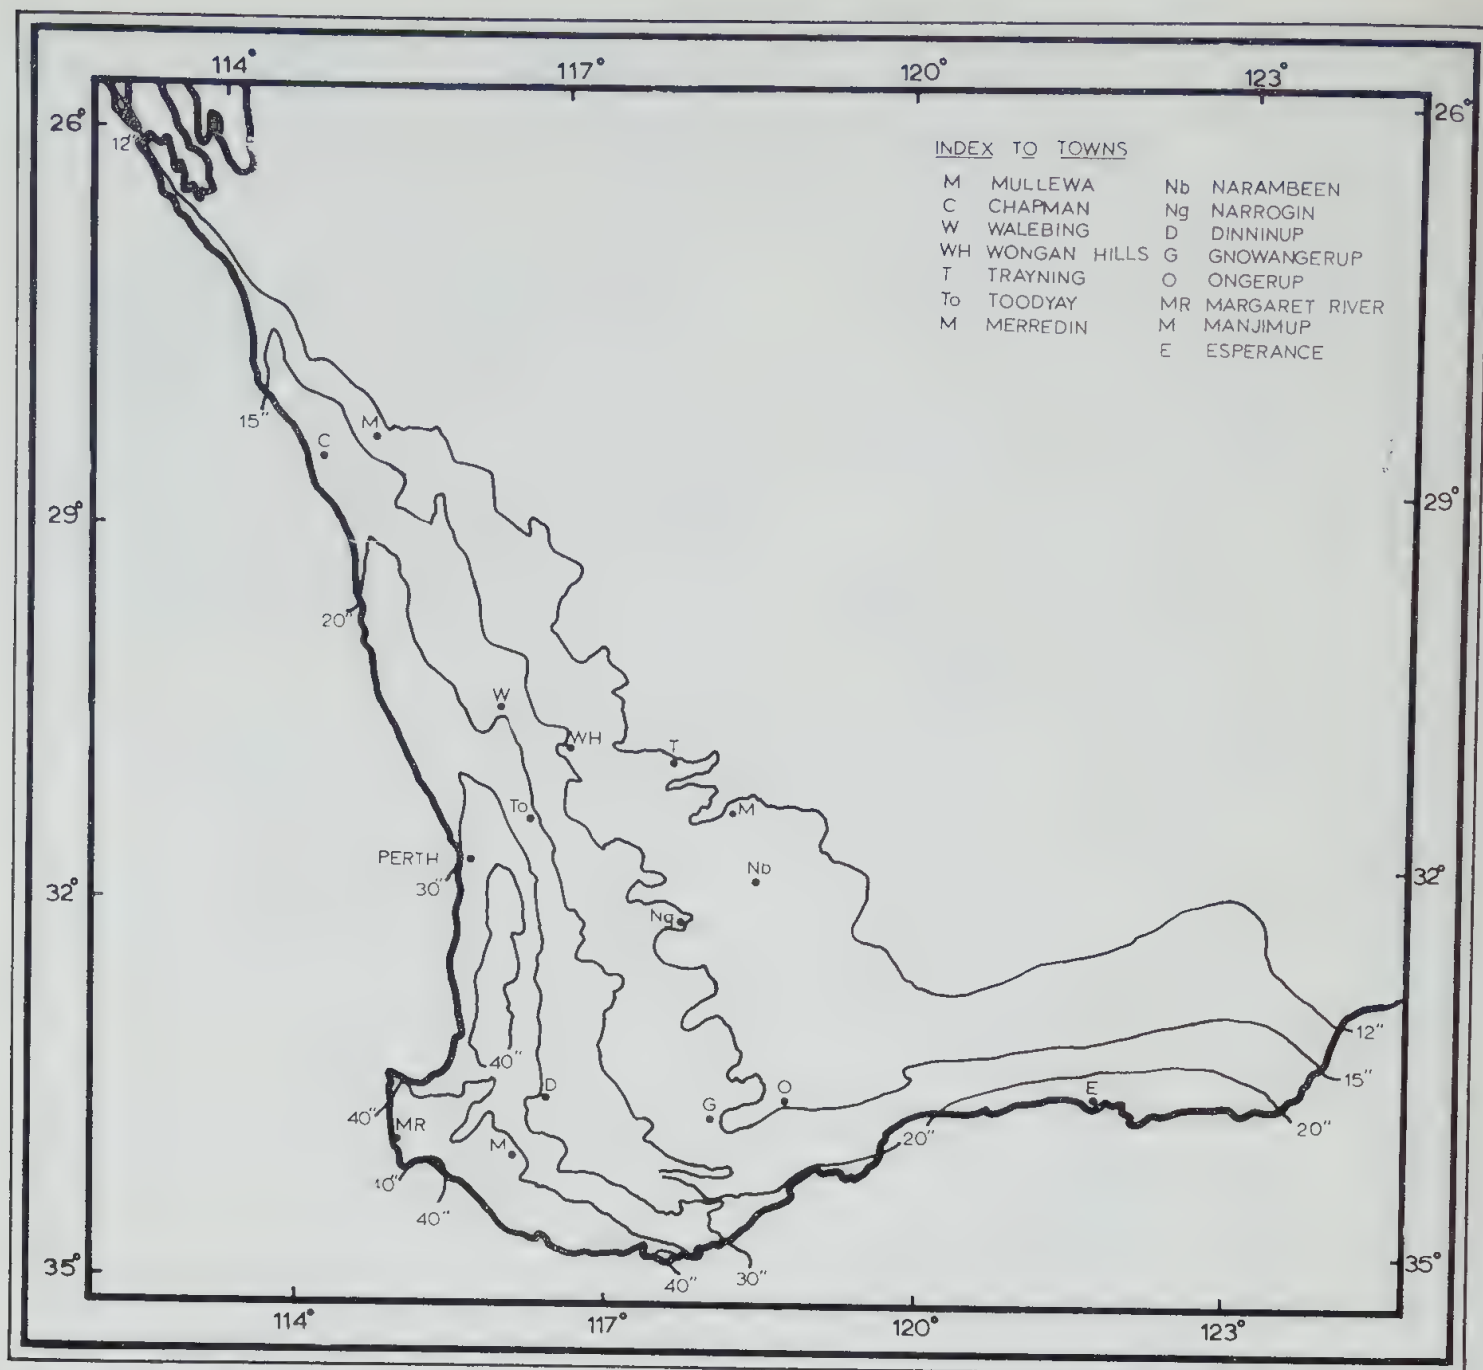 114° 117° 120° 123°
26° 26°
12"
INDEX TO TOWNS
M MULLEWA
C CHAPMAN
W WALEBING
WH WONGAN HILLS
T TRAYNING
To TOODYAY
M MERREDIN
Nb NARAMBEEN
Ng NARROGIN
D DINNINUP
G GNOWANGERUP
O ONGERUP
MR MARGARET RIVER
M MANJIMUP
E ESPERANCE
15"
C
M
29° 29°
20"
W
WH
T
To
M
PERTH
30"
Nb
32° 32°
Ng
40"
12"
15"
40"
D
O
E
MR
G
20"
20"
M
40"
40"
35° 35°
40"
30"
114° 117° 120° 123°